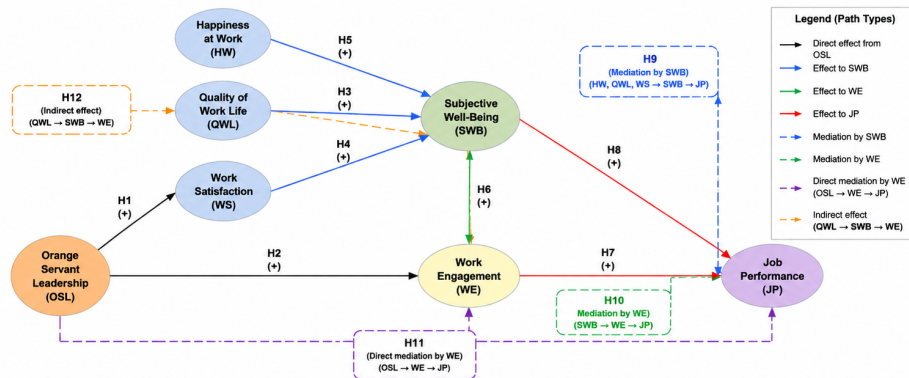 Happiness
at Work
(HW)
H5
(+)
H12
(Indirect effect)
(QWL → SWB → WE)
Quality of
Work Life
(QWL)
H3
(+)
Subjective
Well-Being
(SWB)
H4
(+)
Work
Satisfaction
(WS)
H1
(+)
Orange
Servant
Leadership
(OSL)
H2
(+)
H6
(+)
Work
Engagement
(WE)
H8
(+)
H7
(+)
H9
(Mediation by SWB)
(HW, QWL, WS → SWB → JP)
Job
Performance
(JP)
H10
Mediation by WE)
(SWB → WE → JP)
H11
(Direct mediation by WE)
(OSL → WE → JP)
Legend (Path Types)
Direct effect from
OSL
Effect to SWB
Effect to WE
Effect to JP
Mediation by SWB
Mediation by WE
Direct mediation by WE
(OSL → WE → JP)
Indirect effect
(QWL → SWB → WE)